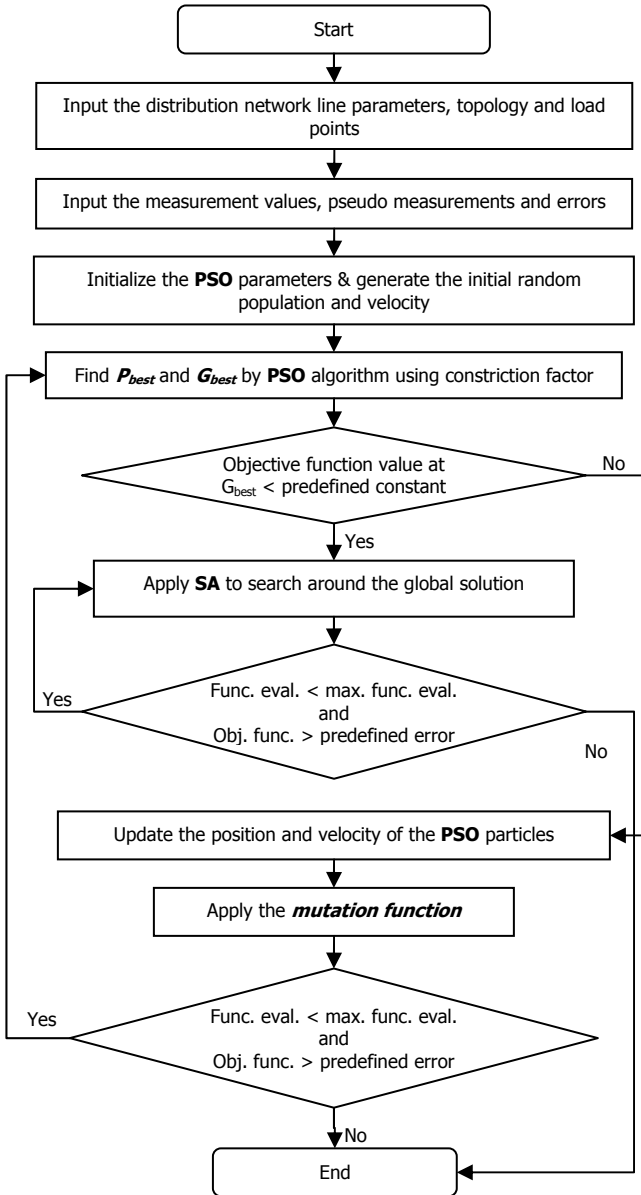 Start
Input the distribution network line parameters, topology and load
points
Input the measurement values, pseudo measurements and errors
Initialize the PSO parameters & generate the initial random
population and velocity
Find Pbest and Gbest by PSO algorithm using constriction factor
Objective function value at
Gbest < predefined constant
No
Yes
Apply SA to search around the global solution
Yes
Func. eval. < max. func. eval.
and
Obj. func. > predefined error
No
Update the position and velocity of the PSO particles
Apply the mutation function
Yes
Func. eval. < max. func. eval.
and
Obj. func. > predefined error
No
End